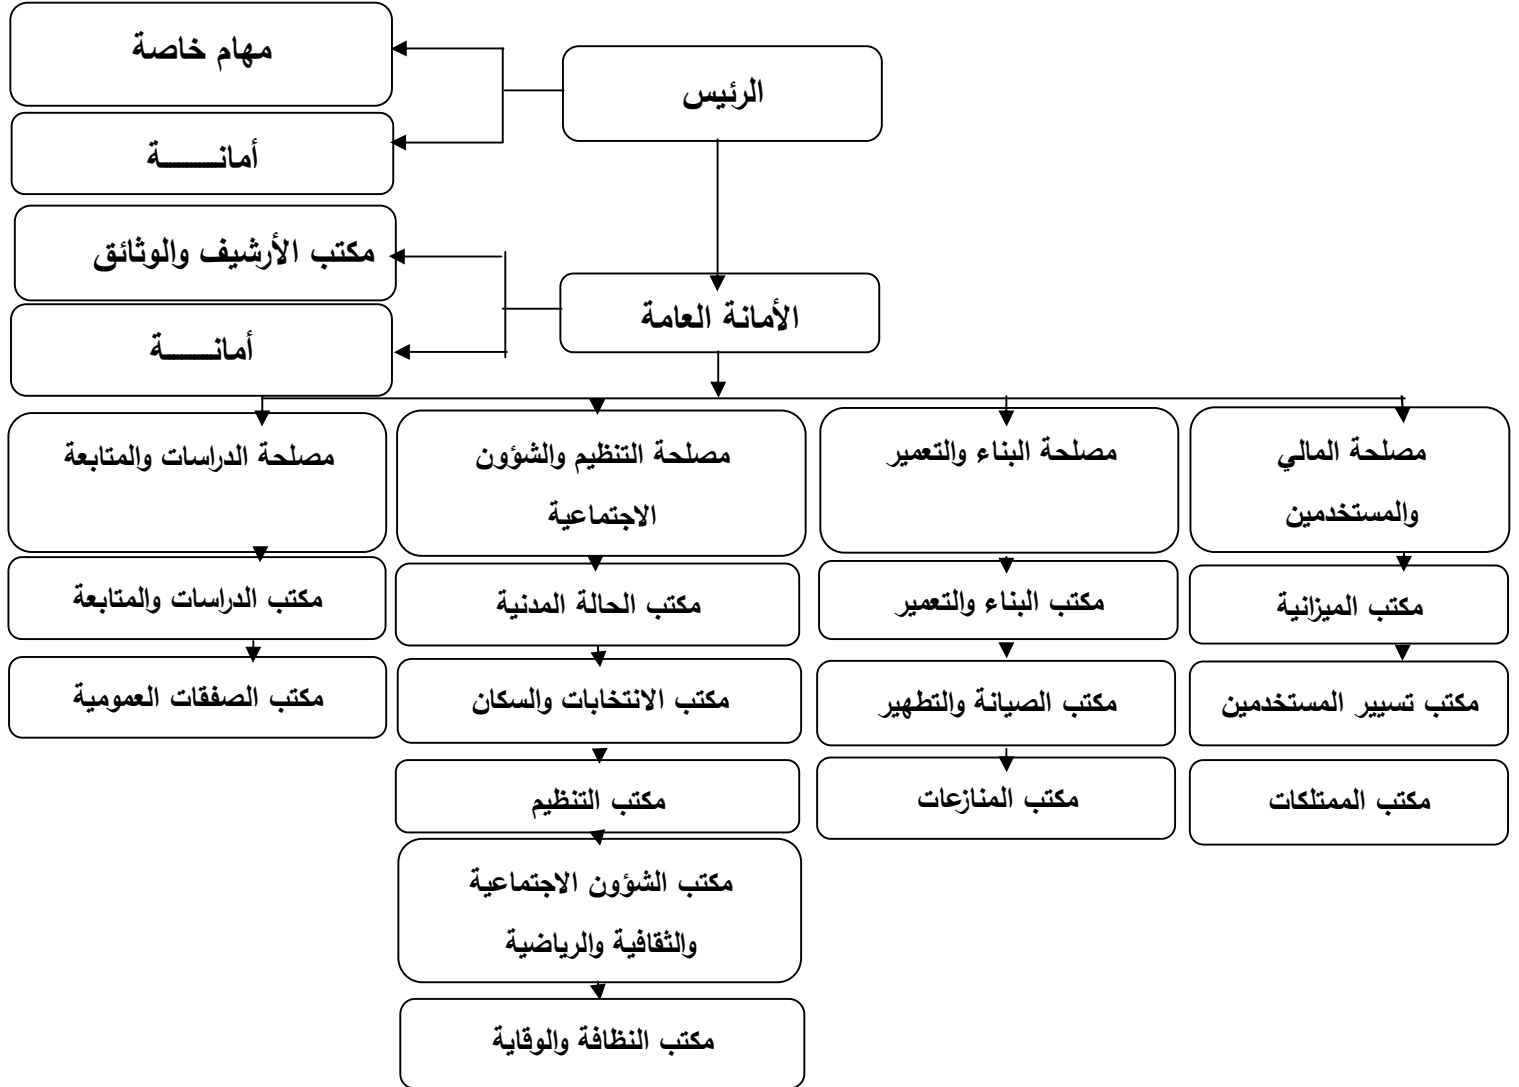 الرئيس
مهام خاصة
أمانــــــــة
الأمانة العامة
مكتب الأرشيف والوثائق
أمانــــــــة
مصلحة المالي
والمستخدمين
مكتب الميزانية
مكتب تسيير المستخدمين
مكتب الممتلكات
مصلحة البناء والتعمير
مكتب البناء والتعمير
مكتب الصيانة والتطهير
مكتب المنازعات
مصلحة التنظيم والشؤون
الاجتماعية
مكتب الحالة المدنية
مكتب الانتخابات والسكان
مكتب التنظيم
مكتب الشؤون الاجتماعية
والثقافية والرياضية
مكتب النظافة والوقاية
مصلحة الدراسات والمتابعة
مكتب الدراسات والمتابعة
مكتب الصفقات العمومية